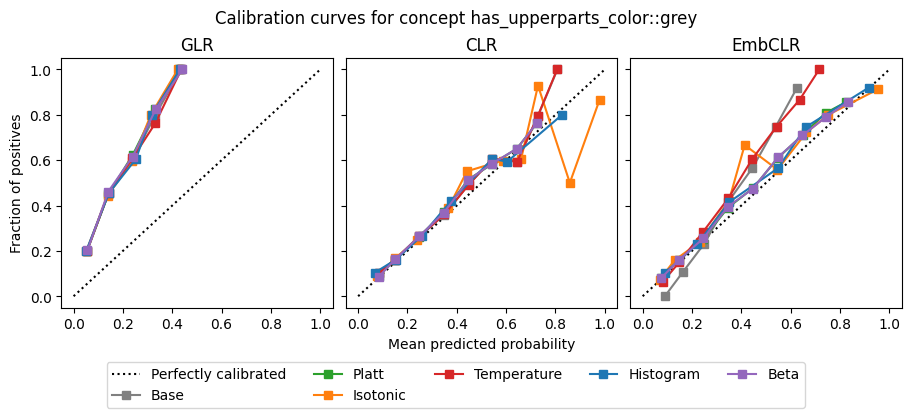 Calibration curves for concept has_upperparts_color::grey
GLR
CLR
EmbCLR
Fraction of positives
1.0
0.8
0.6
0.4
0.2
0.0
0.0 0.2 0.4 0.6 0.8 1.0
0.0 0.2 0.4 0.6 0.8 1.0
0.0 0.2 0.4 0.6 0.8 1.0
Mean predicted probability
Perfectly calibrated Platt Temperature Histogram Beta
Base Isotonic